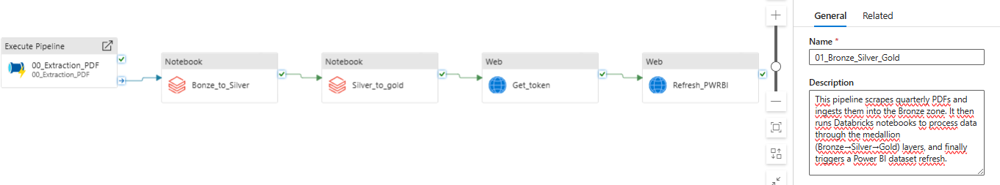 Execute Pipeline
00_Extraction_PDF
00_Extraction_PDF
Notebook
Bonze_to_Silver
Notebook
Silver_to_gold
Web
Get_token
Web
Refresh_PWRBI
General Related
Name *
01_Bronze_Silver_Gold
Description
This pipeline scrapes quarterly PDFs and
ingests them into the Bronze zone. It then
runs Databricks notebooks to process data
through the medallion
(Bronze→Silver→Gold) layers, and finally
triggers a Power BI dataset refresh.